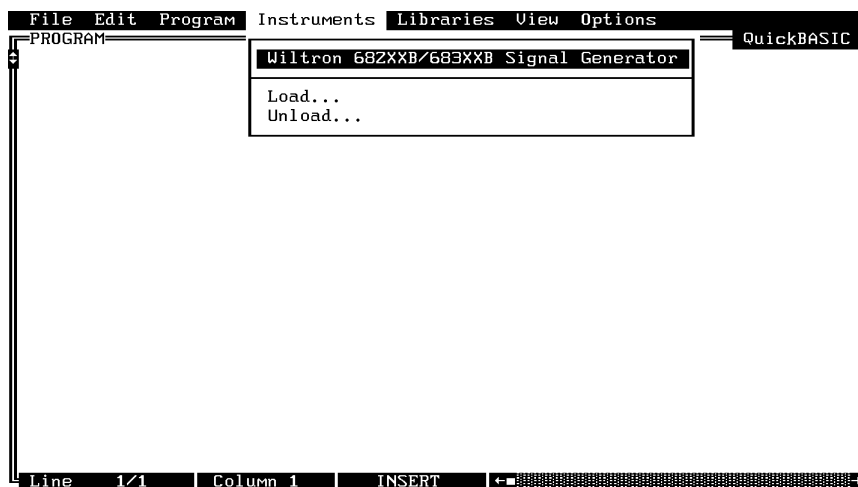 File Edit Program Instruments Libraries View Options
PROGRAM
QuickBASIC
Wiltron 682XXB/683XXB Signal Generator
Load...
Unload...
Line 1/1 Column 1 INSERT